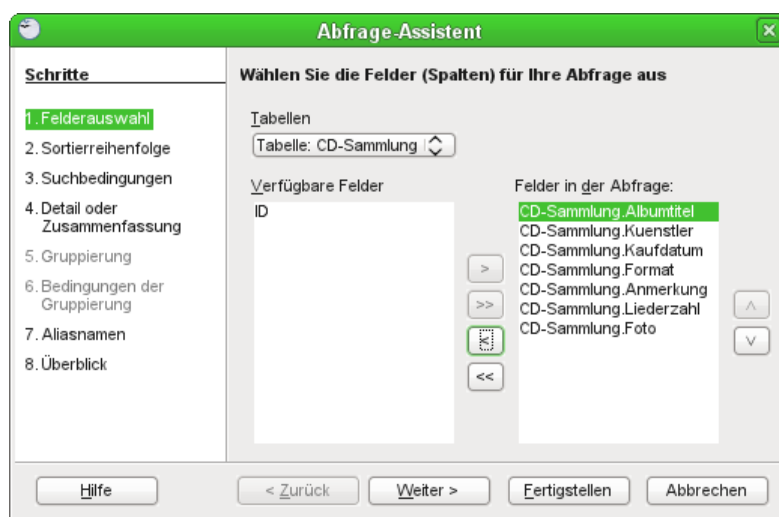 Abfrage-Assistent
Schritte
1. Felderauswahl
2. Sortierreihenfolge
3. Suchbedingungen
4. Detail oder
Zusammenfassung
5. Gruppierung
6. Bedingungen der
Gruppierung
7. Aliasnamen
8. Überblick
Wählen Sie die Felder (Spalten) für Ihre Abfrage aus
Tabellen
Tabelle: CD-Sammlung
Verfügbare Felder
ID
>
>>
<
<<
Felder in der Abfrage:
CD-Sammlung.Albumtitel
CD-Sammlung.Kuenstler
CD-Sammlung.Kaufdatum
CD-Sammlung.Format
CD-Sammlung.Anmerkung
CD-Sammlung.Liederzahl
CD-Sammlung.Foto
Hilfe
< Zurück
Weiter >
Fertigstellen
Abbrechen